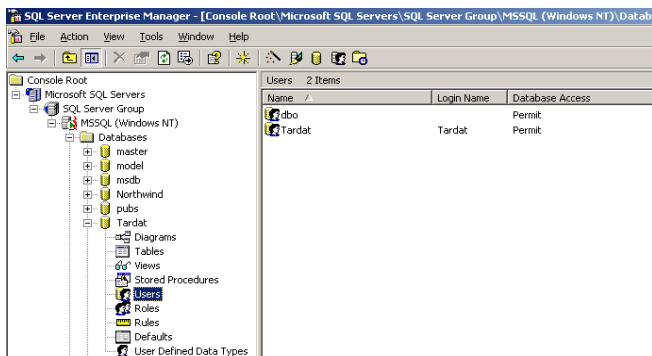 SQL Server Enterprise Manager - [Console Root\Microsoft SQL Servers\SQL Server Group\MSSQL (Windows NT)\Datab
File Action View Tools Window Help
Console Root
Microsoft SQL Servers
SQL Server Group
MSSQL (Windows NT)
Databases
master
model
msdb
Northwind
pubs
Tardat
Diagrams
Tables
Views
Stored Procedures
Users
Roles
Rules
Defaults
User Defined Data Types
Users 2 Items
Name Login Name Database Access
dbo Permit
Tardat Tardat Permit